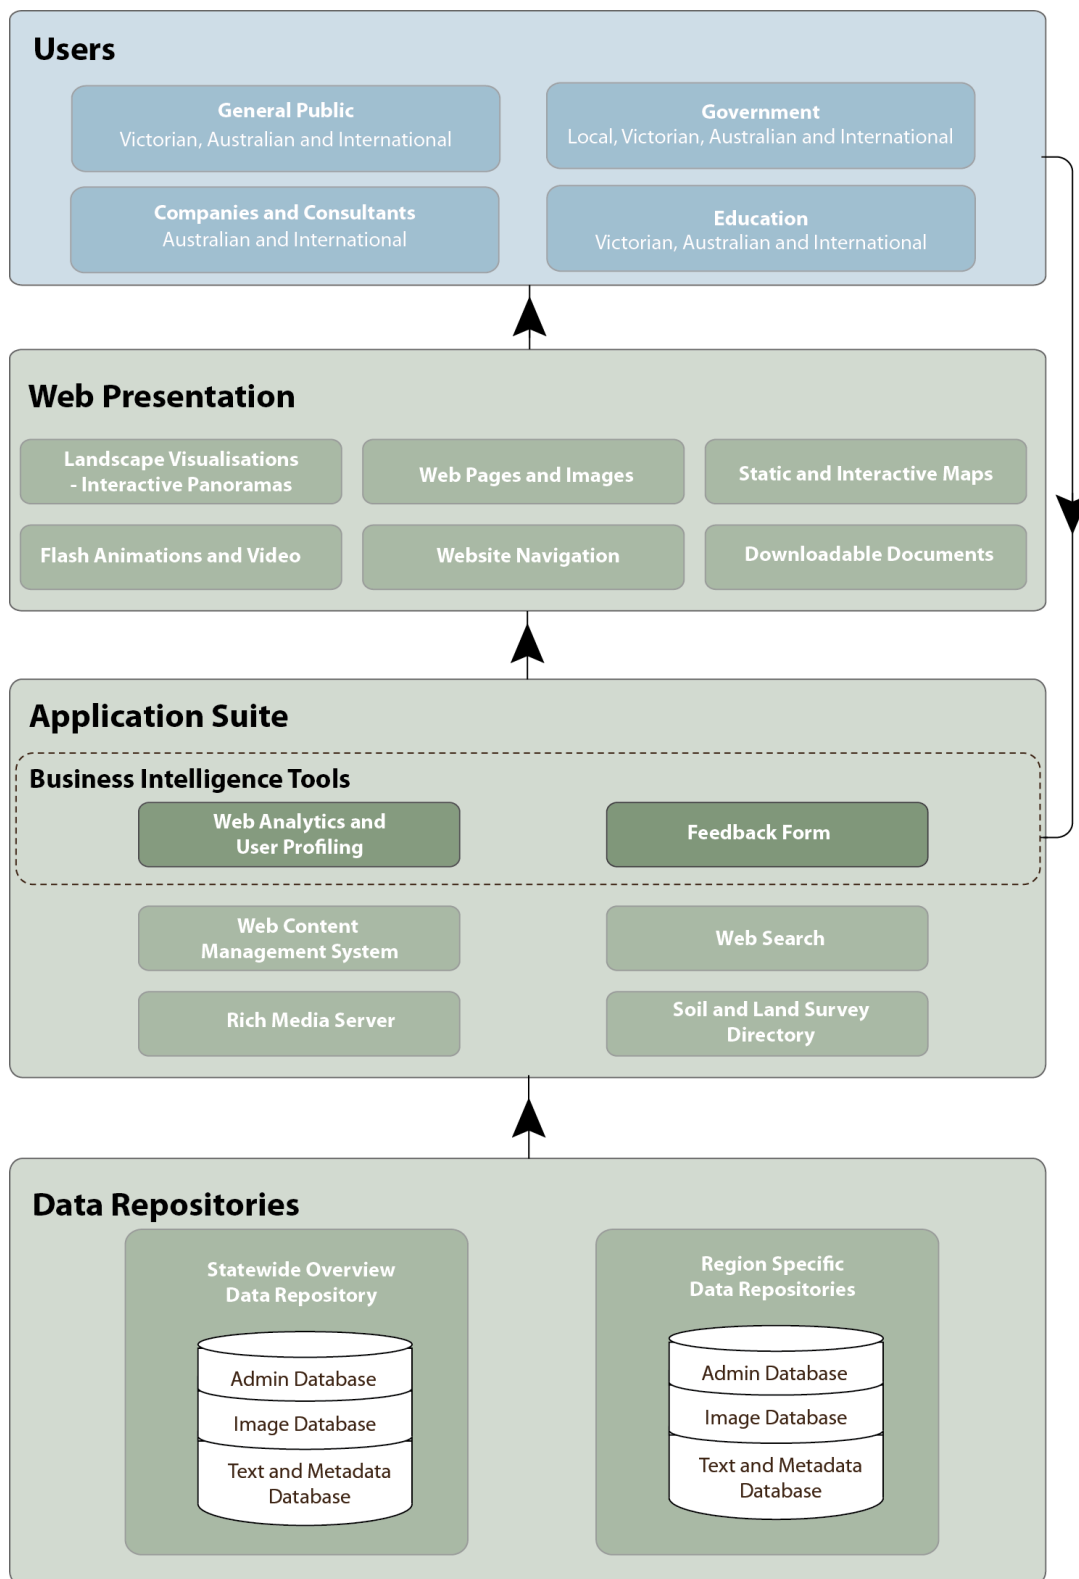 Users
General Public
Victorian, Australian and International
Government
Local, Victorian, Australian and International
Companies and Consultants
Australian and International
Education
Victorian, Australian and International
Web Presentation
Landscape Visualisations
- Interactive Panoramas
Web Pages and Images
Static and Interactive Maps
Flash Animations and Video
Website Navigation
Downloadable Documents
Application Suite
Business Intelligence Tools
Web Analytics and
User Profiling
Feedback Form
Web Content
Management System
Web Search
Rich Media Server
Soil and Land Survey
Directory
Data Repositories
Statewide Overview
Data Repository
Admin Database
Image Database
Text and Metadata
Database
Region Specific
Data Repositories
Admin Database
Image Database
Text and Metadata
Database